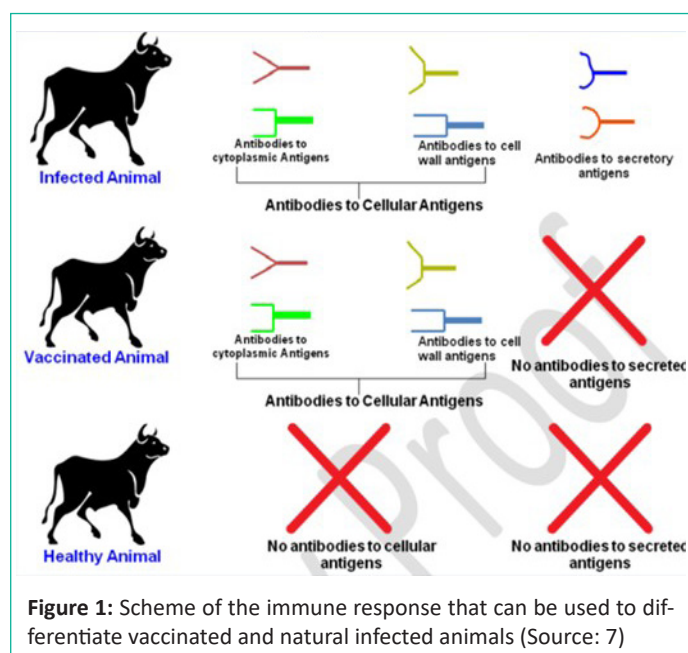 Antibodies to
cytoplasmic Antigens
Antibodies to cell
wall antigens
Antibodies to secretory
antigens
Infected Animal
Antibodies to Cellular Antigens
Antibodies to
cytoplasmic Antigens
Antibodies to cell
wall antigens
No antibodies to secreted
antigens
Vaccinated Animal
Antibodies to Cellular Antigens
No antibodies to cellular
antigens
No antibodies to secreted
antigens
Healthy Animal
Proof
Figure 1: Scheme of the immune response that can be used to dif-
ferentiate vaccinated and natural infected animals (Source: 7)